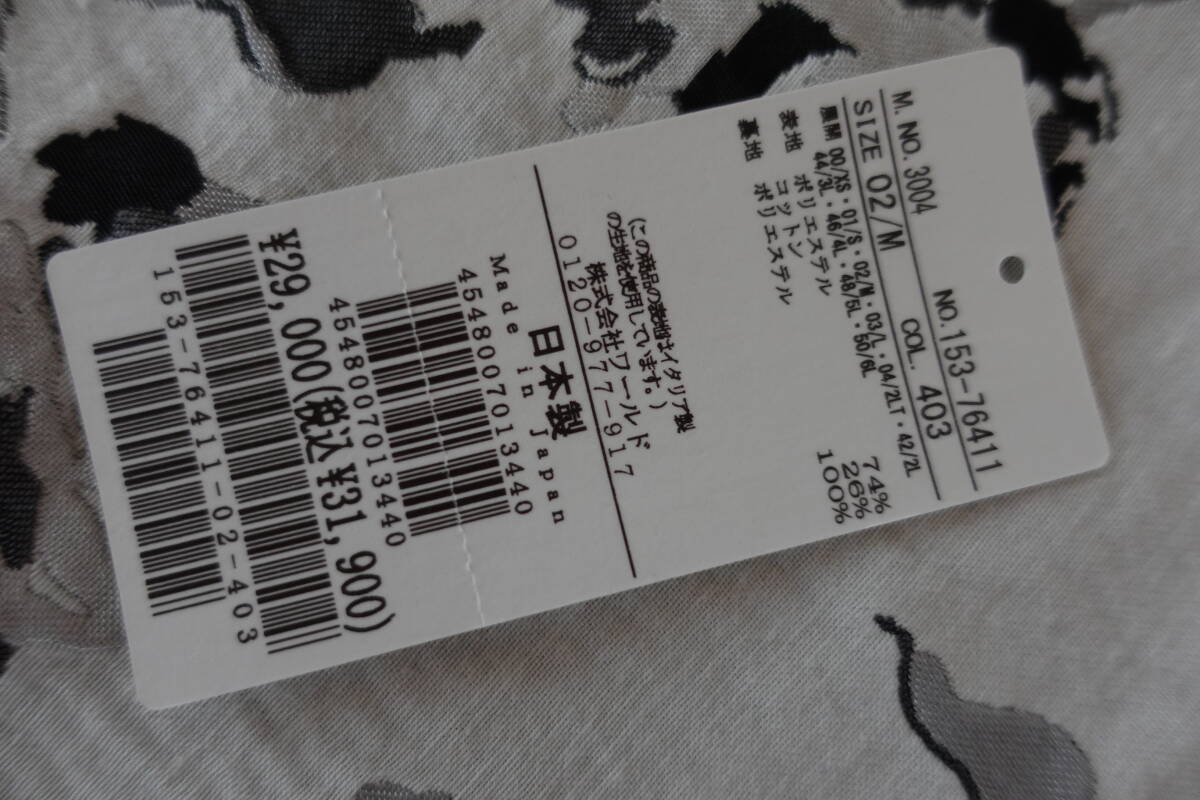 M. NO. 3004 NO.153-76411
SIZE 02/M COL. 403
展開 00/XS・01/S・02/M・03/L・04/2LT・42/2L
44/3L・46/4L・48/5L・50/6L
表地 ポリエステル 74%
コットン 26%
裏地 ポリエステル 100%
(この商品の表地はイタリア製
の生地を使用しています。)
株式会社ワールド
0120-977-917
日本製
Made in Japan
4548007013440
4548007013440
¥29,000(税込¥31,900)
153-76411-02-403